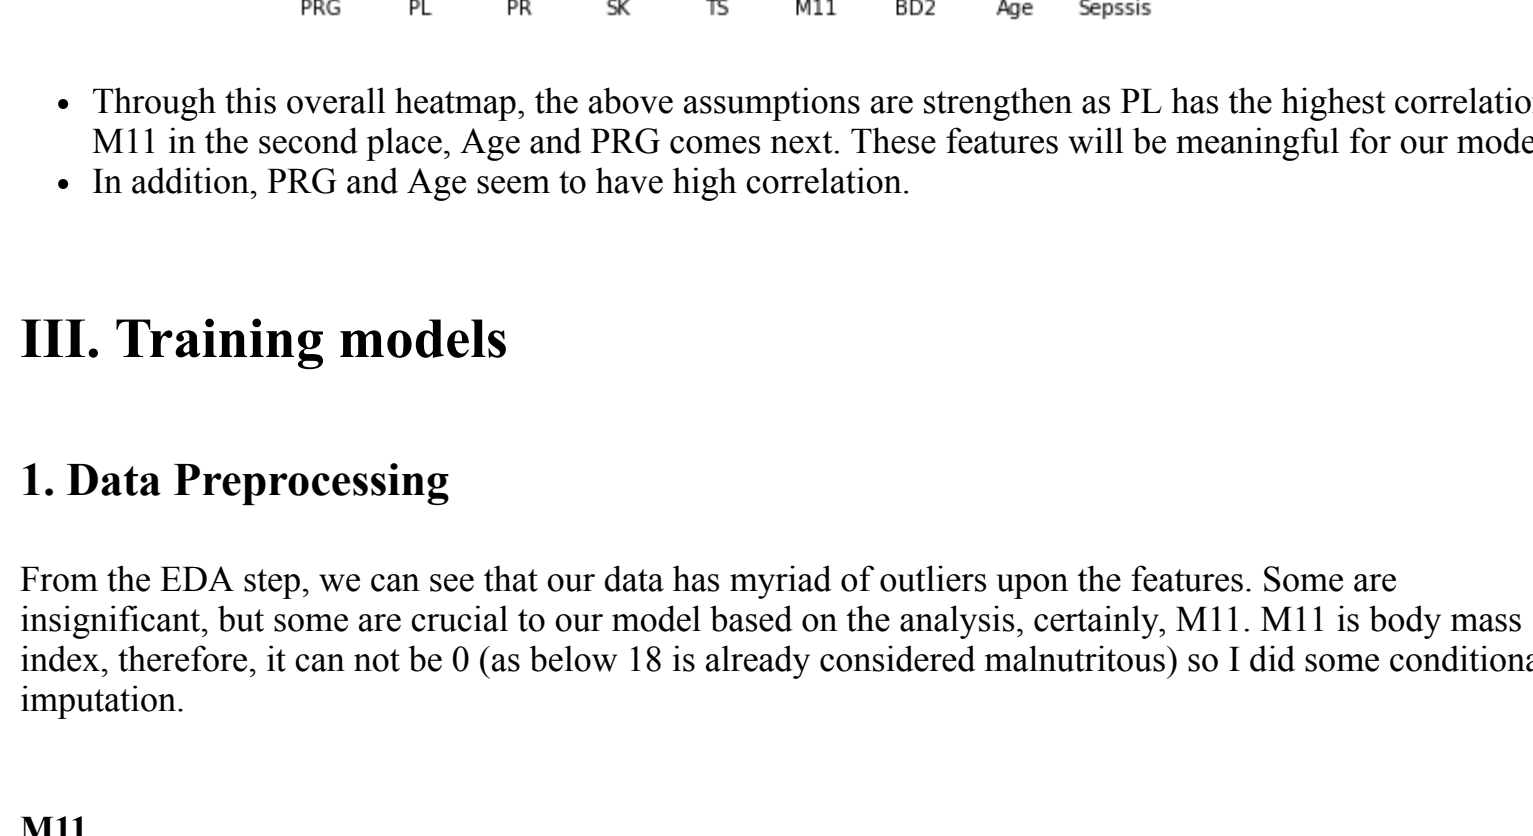 PRG PL PR SK TS M11 BD2 Age Sepssis
• Through this overall heatmap, the above assumptions are strengthen as PL has the highest correlation
M11 in the second place, Age and PRG comes next. These features will be meaningful for our mode
• In addition, PRG and Age seem to have high correlation.
III. Training models
1. Data Preprocessing
From the EDA step, we can see that our data has myriad of outliers upon the features. Some are
insignificant, but some are crucial to our model based on the analysis, certainly, M11. M11 is body mass
index, therefore, it can not be 0 (as below 18 is already considered malnutritous) so I did some conditiona
imputation.
M11